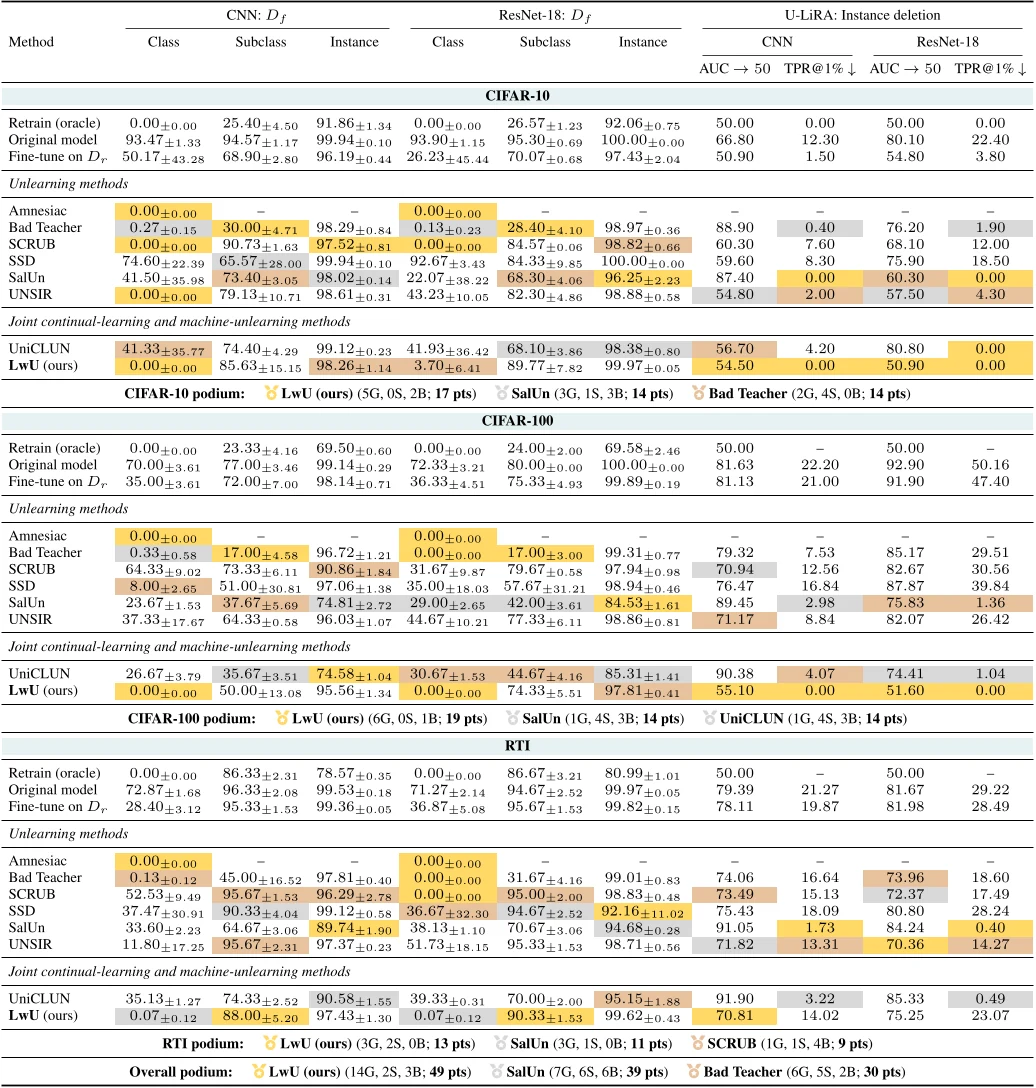 CNN: D_f ResNet-18: D_f U-LiRA: Instance deletion
Method Class Subclass Instance Class Subclass Instance CNN ResNet-18
AUC → 50 TPR@1% ↓ AUC → 50 TPR@1% ↓
CIFAR-10
Retrain (oracle) 0.00±0.00 25.40±4.50 91.86±1.34 0.00±0.00 26.57±1.23 92.06±0.75 50.00 0.00 50.00 0.00
Original model 93.47±1.33 94.57±1.17 99.94±0.10 93.90±1.15 95.30±0.69 100.00±0.00 66.80 12.30 80.10 22.40
Fine-tune on D_r 50.17±43.28 68.90±2.80 96.19±0.44 26.23±45.44 70.07±0.68 97.43±2.04 50.90 1.50 54.80 3.80
Unlearning methods
Amnesiac 0.00±0.00 – – 0.00±0.00 – – – – – –
Bad Teacher 0.27±0.15 30.00±4.71 98.29±0.84 0.13±0.23 28.40±4.10 98.97±0.36 88.90 0.40 76.20 1.90
SCRUB 0.00±0.00 90.73±1.63 97.52±0.81 0.00±0.00 84.57±0.06 98.82±0.66 60.30 7.60 68.10 12.00
SSD 74.60±22.39 65.57±28.00 99.94±0.10 92.67±3.43 84.33±9.85 100.00±0.00 59.60 8.30 75.90 18.50
SalUn 41.50±35.98 73.40±3.05 98.02±0.14 22.07±38.22 68.30±4.06 96.25±2.23 87.40 0.00 60.30 0.00
UNSIR 0.00±0.00 79.13±10.71 98.61±0.31 43.23±10.05 82.30±4.86 98.88±0.58 54.80 2.00 57.50 4.30
Joint continual-learning and machine-unlearning methods
UniCLUN 41.33±35.77 74.40±4.29 99.12±0.23 41.93±36.42 68.10±3.86 98.38±0.80 56.70 4.20 80.80 0.00
LwU (ours) 0.00±0.00 85.63±15.15 98.26±1.14 3.70±6.41 89.77±7.82 99.97±0.05 54.50 0.00 50.90 0.00
CIFAR-10 podium: LwU (ours) (5G, 0S, 2B; 17 pts) SalUn (3G, 1S, 3B; 14 pts) Bad Teacher (2G, 4S, 0B; 14 pts)
CIFAR-100
Retrain (oracle) 0.00±0.00 23.33±4.16 69.50±0.60 0.00±0.00 24.00±2.00 69.58±2.46 50.00 – 50.00 –
Original model 70.00±3.61 77.00±3.46 99.14±0.29 72.33±3.21 80.00±0.00 100.00±0.00 81.63 22.20 92.90 50.16
Fine-tune on D_r 35.00±3.61 72.00±7.00 98.14±0.71 36.33±4.51 75.33±4.93 99.89±0.19 81.13 21.00 91.90 47.40
Unlearning methods
Amnesiac 0.00±0.00 – – 0.00±0.00 – – – – – –
Bad Teacher 0.33±0.58 17.00±4.58 96.72±1.21 0.00±0.00 17.00±3.00 99.31±0.77 79.32 7.53 85.17 29.51
SCRUB 64.33±9.02 73.33±6.11 90.86±1.84 31.67±9.87 79.67±0.58 97.94±0.98 70.94 12.56 82.67 30.56
SSD 8.00±2.65 51.00±30.81 97.06±1.38 35.00±18.03 57.67±31.21 98.94±0.46 76.47 16.84 87.87 39.84
SalUn 23.67±1.53 37.67±5.69 74.81±2.72 29.00±2.65 42.00±3.61 84.53±1.61 89.45 2.98 75.83 1.36
UNSIR 37.33±17.67 64.33±0.58 96.03±1.07 44.67±10.21 77.33±6.11 98.86±0.81 71.17 8.84 82.07 26.42
Joint continual-learning and machine-unlearning methods
UniCLUN 26.67±3.79 35.67±3.51 74.58±1.04 30.67±1.53 44.67±4.16 85.31±1.41 90.38 4.07 74.41 1.04
LwU (ours) 0.00±0.00 50.00±13.08 95.56±1.34 0.00±0.00 74.33±5.51 97.81±0.41 55.10 0.00 51.60 0.00
CIFAR-100 podium: LwU (ours) (6G, 0S, 1B; 19 pts) SalUn (1G, 4S, 3B; 14 pts) UniCLUN (1G, 4S, 3B; 14 pts)
RTI
Retrain (oracle) 0.00±0.00 86.33±2.31 78.57±0.35 0.00±0.00 86.67±3.21 80.99±1.01 50.00 – 50.00 –
Original model 72.87±1.68 96.33±2.08 99.53±0.18 71.27±2.14 94.67±2.52 99.97±0.05 79.39 21.27 81.67 29.22
Fine-tune on D_r 28.40±3.12 95.33±1.53 99.36±0.05 36.87±5.08 95.67±1.53 99.82±0.15 78.11 19.87 81.98 28.49
Unlearning methods
Amnesiac 0.00±0.00 – – 0.00±0.00 – – – – – –
Bad Teacher 0.13±0.12 45.00±16.52 97.81±0.40 0.00±0.00 31.67±4.16 99.01±0.83 74.06 16.64 73.96 18.60
SCRUB 52.53±9.49 95.67±1.53 96.29±2.78 0.00±0.00 95.00±2.00 98.83±0.48 73.49 15.13 72.37 17.49
SSD 37.47±30.91 90.33±4.04 99.12±0.58 36.67±32.30 94.67±2.52 92.16±11.02 75.43 18.09 80.80 28.24
SalUn 33.60±2.23 64.67±3.06 89.74±1.90 38.13±1.10 70.67±3.06 94.68±0.28 91.05 1.73 84.24 0.40
UNSIR 11.80±17.25 95.67±2.31 97.37±0.23 51.73±18.15 95.33±1.53 98.71±0.56 71.82 13.31 70.36 14.27
Joint continual-learning and machine-unlearning methods
UniCLUN 35.13±1.27 74.33±2.52 90.58±1.55 39.33±0.31 70.00±2.00 95.15±1.88 91.90 3.22 85.33 0.49
LwU (ours) 0.07±0.12 88.00±5.20 97.43±1.30 0.07±0.12 90.33±1.53 99.62±0.43 70.81 14.02 75.25 23.07
RTI podium: LwU (ours) (3G, 2S, 0B; 13 pts) SalUn (3G, 1S, 0B; 11 pts) SCRUB (1G, 1S, 4B; 9 pts)
Overall podium: LwU (ours) (14G, 2S, 3B; 49 pts) SalUn (7G, 6S, 6B; 39 pts) Bad Teacher (6G, 5S, 2B; 30 pts)